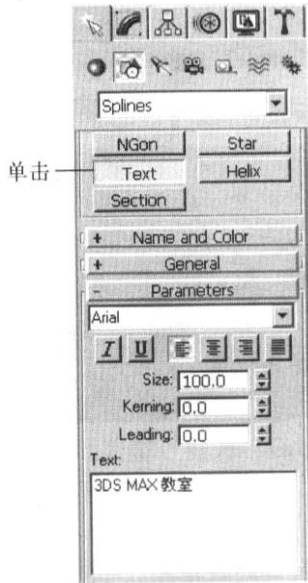 Splines
NGon Star
单击 Text Helix
Section
+ Name and Color
+ General
- Parameters
Arial
I U
Size: 100.0
Kerning: 0.0
Leading: 0.0
Text:
3DS MAX 教室